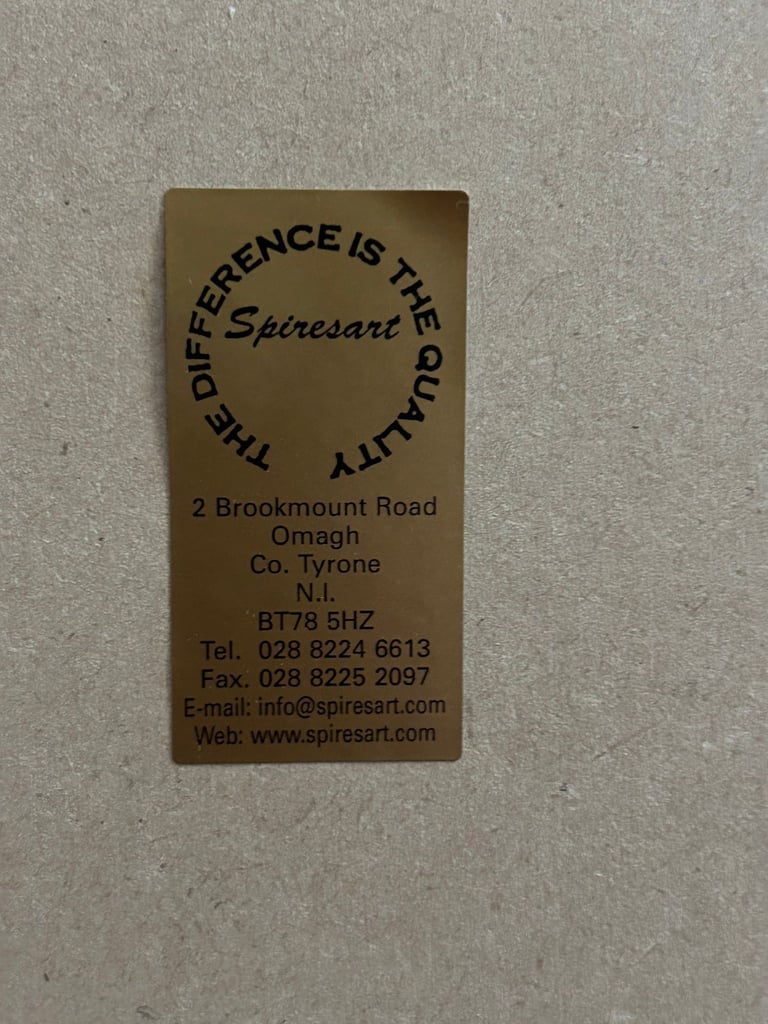 THE DIFFERENCE IS THE QUALITY
Spiresart
2 Brookmount Road
Omagh
Co. Tyrone
N.I.
BT78 5HZ
Tel. 028 8224 6613
Fax. 028 8225 2097
E-mail: info@spiresart.com
Web: www.spiresart.com